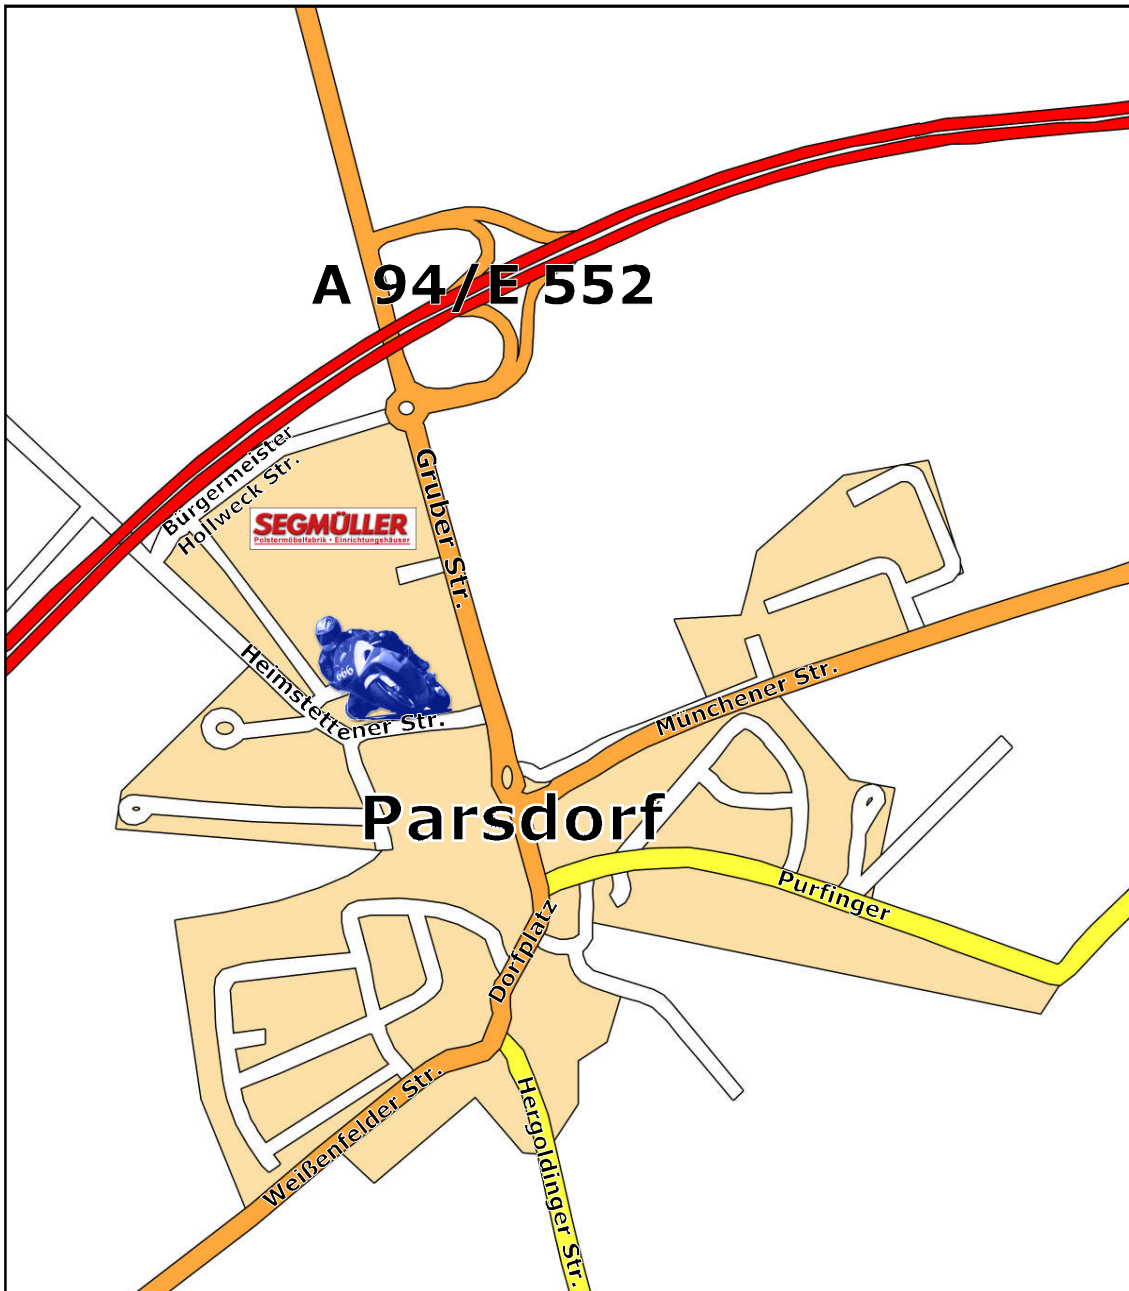 A 94/E 552
Bürgermeister
Hollweck Str.
Gruber Str.
SEGMÜLLER
Polstermöbelfabrik • Einrichtungshäuser
666
Heimstettener Str.
Münchener Str.
Parsdorf
Purfinger
Dorfplatz
Weißenfelder Str.
Hergoldinger Str.